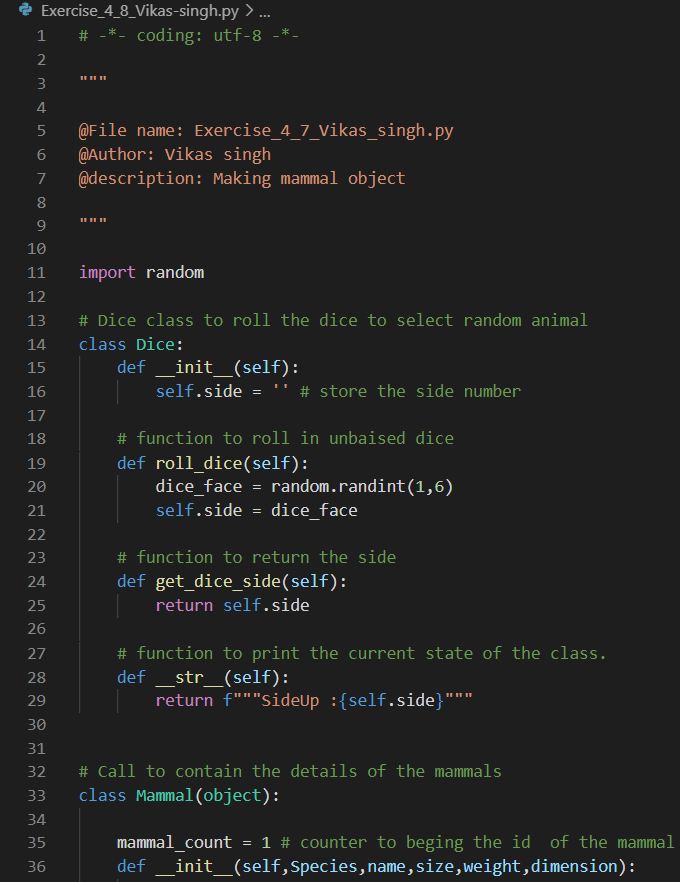 Exercise_4_8_Vikas-singh.py > ...
1 # -*- coding: utf-8 -*-
2
3 """
4
5 @File name: Exercise_4_7_Vikas_singh.py
6 @Author: Vikas singh
7 @description: Making mammal object
8
9 """
10
11 import random
12
13 # Dice class to roll the dice to select random animal
14 class Dice:
15     def __init__(self):
16         self.side = '' # store the side number
17
18     # function to roll in unbaised dice
19     def roll_dice(self):
20         dice_face = random.randint(1,6)
21         self.side = dice_face
22
23     # function to return the side
24     def get_dice_side(self):
25         return self.side
26
27     # function to print the current state of the class.
28     def __str__(self):
29         return f"""SideUp :{self.side}"""
30
31
32 # Call to contain the details of the mammals
33 class Mammal(object):
34
35     mammal_count = 1 # counter to beging the id  of the mammal
36     def __init__(self,Species,name,size,weight,dimension):